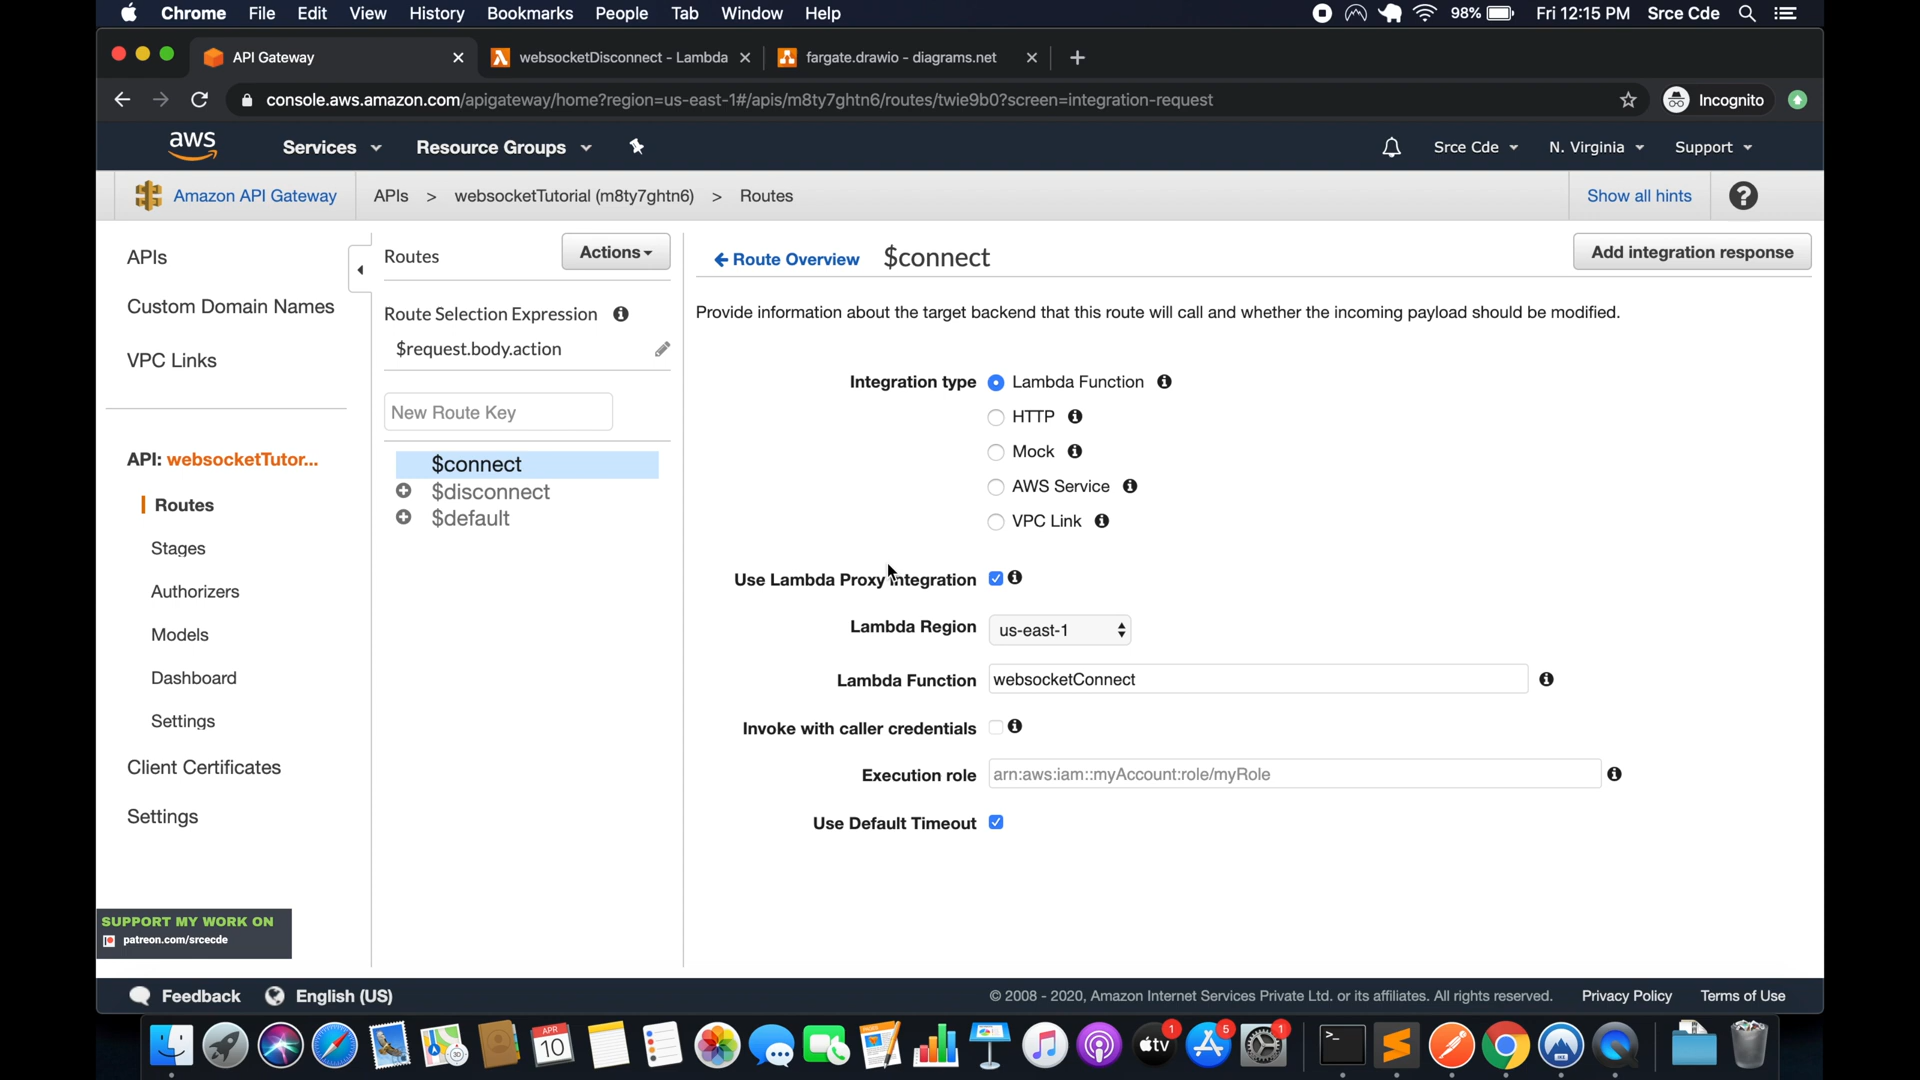 Chrome File Edit View History Bookmarks People Tab Window Help 98% Fri 12:15 PM Srce Cde
API Gateway websocketDisconnect - Lambda fargate.drawio - diagrams.net
console.aws.amazon.com/apigateway/home?region=us-east-1#/apis/m8ty7ghtn6/routes/twie9b0?screen=integration-request Incognito
aws Services Resource Groups Srce Cde N. Virginia Support
Amazon API Gateway APIs > websocketTutorial (m8ty7ghtn6) > Routes Show all hints ?
APIs
Custom Domain Names
VPC Links
API: websocketTutor...
Routes
Stages
Authorizers
Models
Dashboard
Settings
Client Certificates
Settings
Routes Actions
Route Selection Expression
$request.body.action
New Route Key
$connect
$disconnect
$default
Route Overview $connect Add integration response
Provide information about the target backend that this route will call and whether the incoming payload should be modified.
Integration type Lambda Function
HTTP
Mock
AWS Service
VPC Link
Use Lambda Proxy integration
Lambda Region us-east-1
Lambda Function websocketConnect
Invoke with caller credentials
Execution role arn:aws:iam::myAccount:role/myRole
Use Default Timeout
SUPPORT MY WORK ON
patreon.com/srcecde
Feedback English (US) © 2008 - 2020, Amazon Internet Services Private Ltd. or its affiliates. All rights reserved. Privacy Policy Terms of Use
APR
10
tv 1 5 1